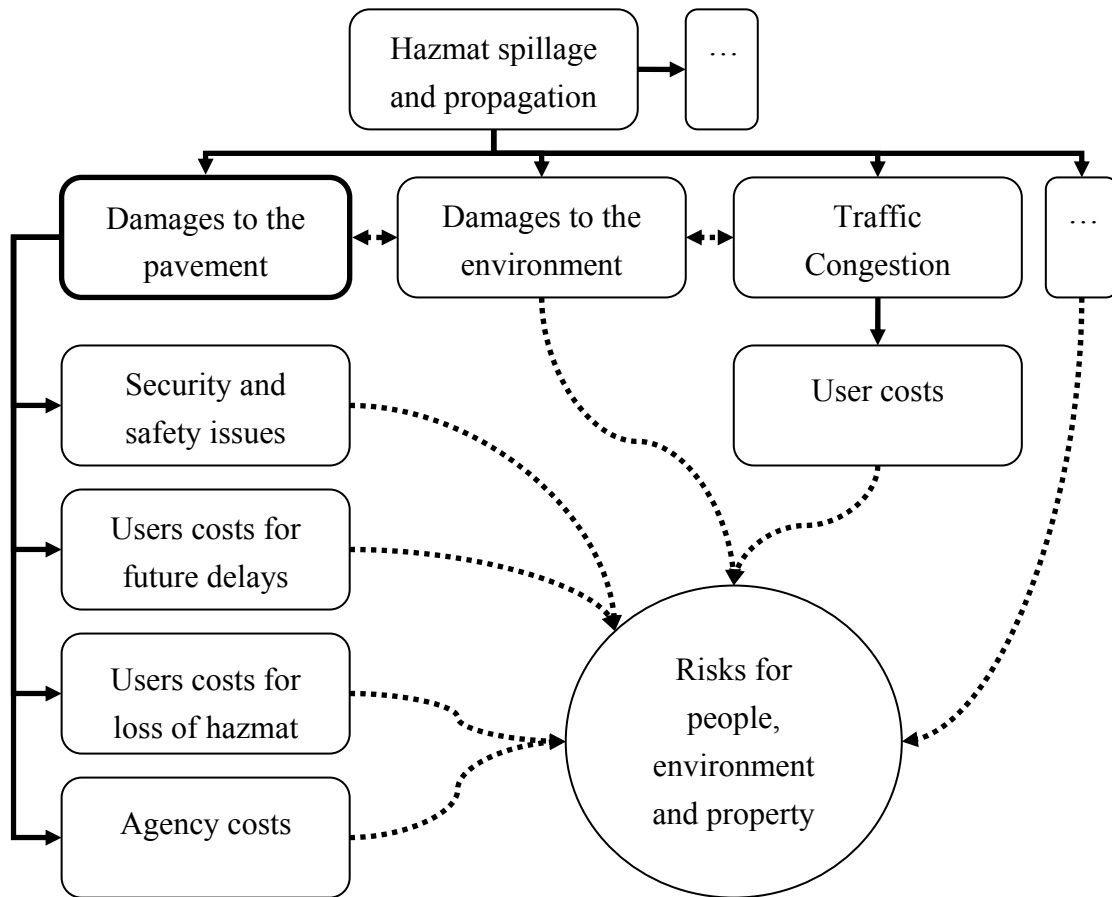 Hazmat spillage
and propagation
…
Damages to the
pavement
Damages to the
environment
Traffic
Congestion
…
Security and
safety issues
User costs
Users costs for
future delays
Users costs for
loss of hazmat
Agency costs
Risks for
people,
environment
and property